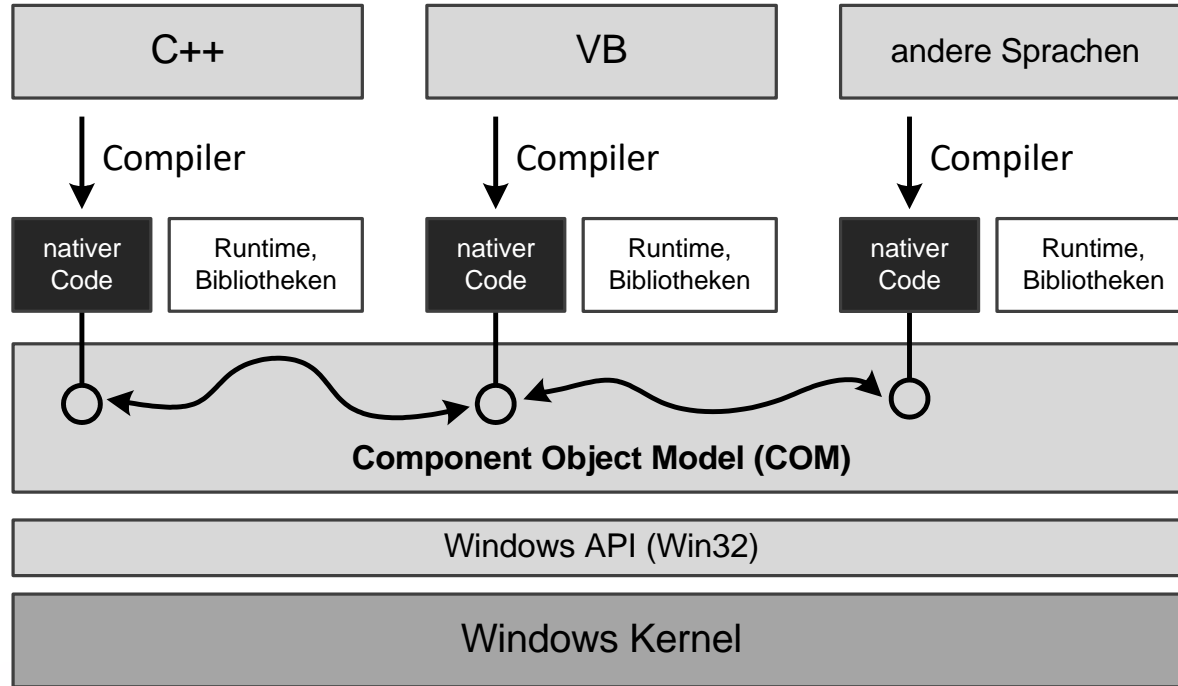 C++
VB
andere Sprachen
Compiler
Compiler
Compiler
nativer
Code
Runtime,
Bibliotheken
nativer
Code
Runtime,
Bibliotheken
nativer
Code
Runtime,
Bibliotheken
Component Object Model (COM)
Windows API (Win32)
Windows Kernel